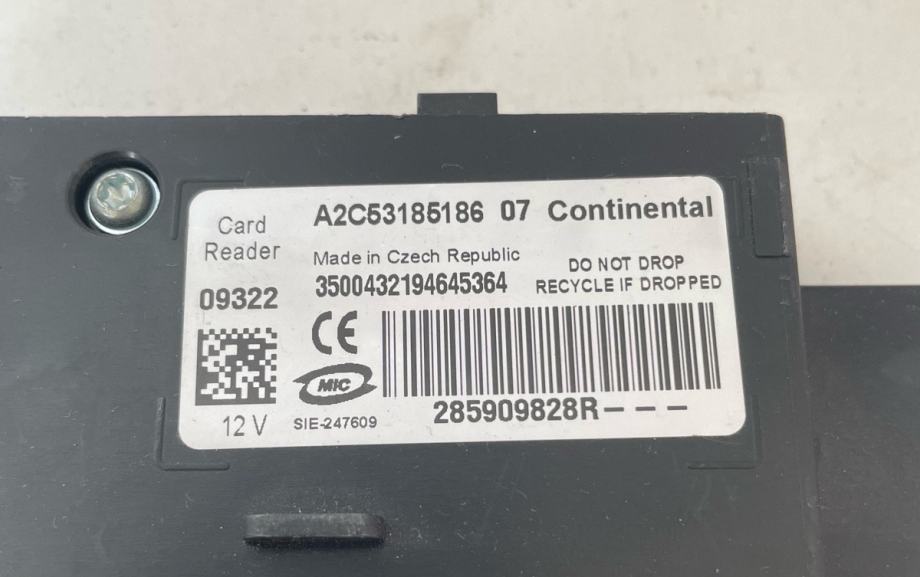 Card
Reader
09322
12 V
A2C53185186 07 Continental
Made in Czech Republic
3500432194645364
DO NOT DROP
RECYCLE IF DROPPED
CE
MIC
SIE-247609
285909828R---